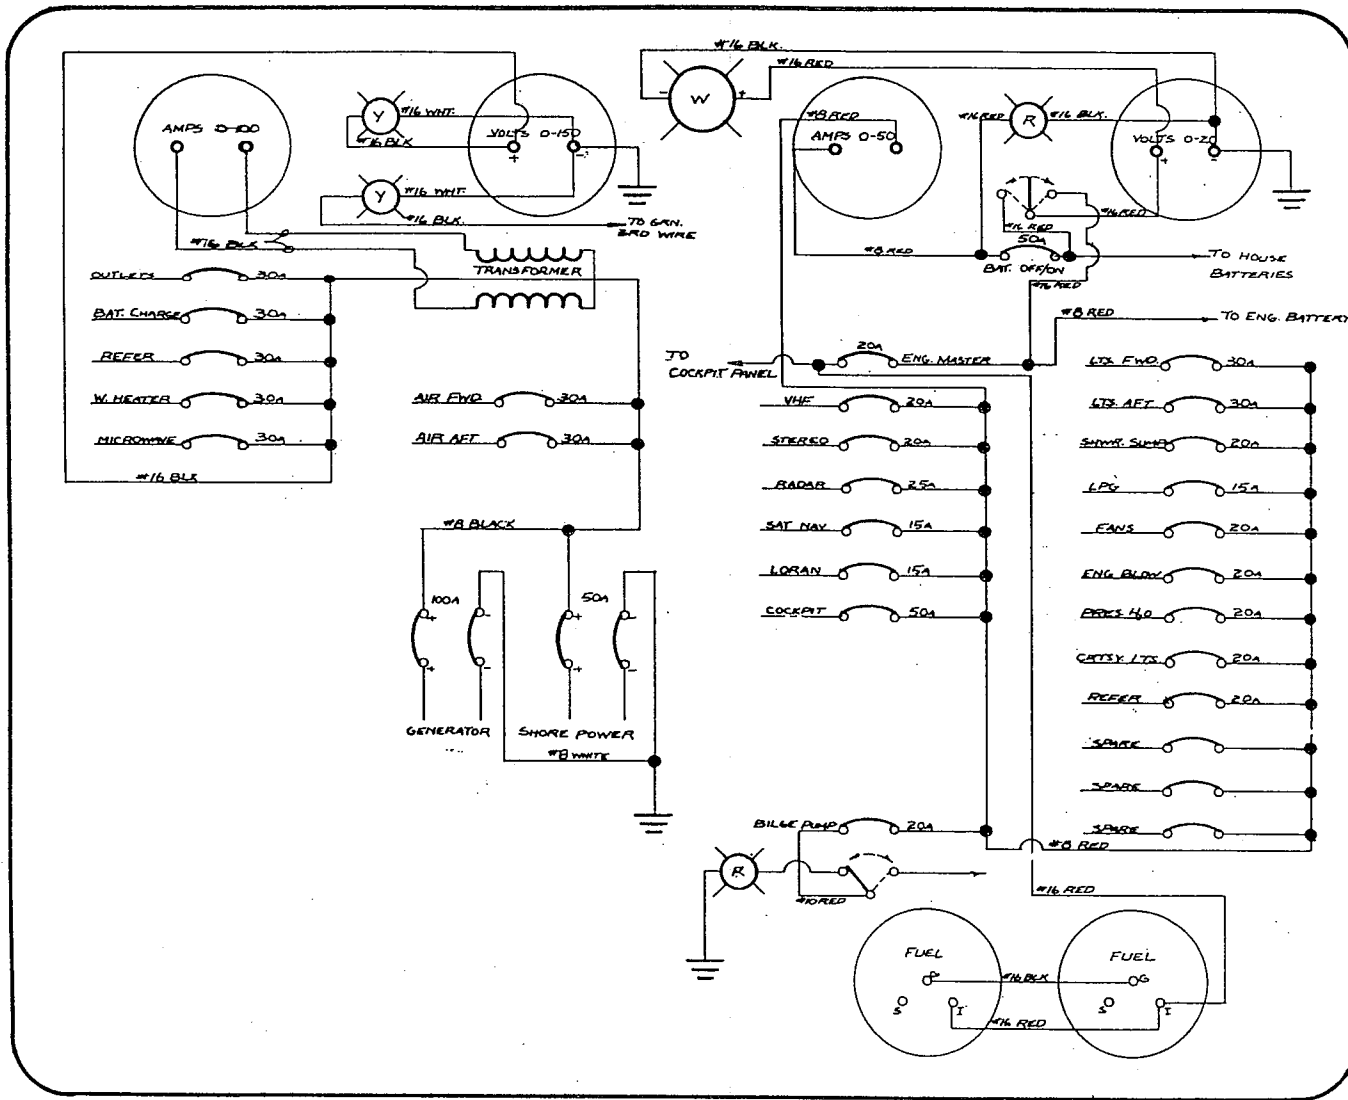 #16 BLK.
#16 RED
AMPS 0-100
Y
#16 WHT.
#16 BLK
VOLTS 0-150
+
-
Y
#16 WHT.
#16 BLK.
TO GRN.
3RD WIRE
#16 BLK
TRANSFORMER
OUTLETS
30A
BAT. CHARGE
30A
REFER
30A
W. HEATER
30A
MICROWAVE
30A
#16 BLK
AIR FWD.
30A
AIR AFT
30A
#8 BLACK
100A
+
-
50A
+
-
+
-
+
-
GENERATOR
SHORE POWER
#8 WHITE
-
W
+
#8 RED
AMPS 0-50
#16 RED
R
#16 BLK.
VOLTS 0-20
+
-
#16 RED
#16 RED
50A
#8 RED
BAT. OFF/ON
TO HOUSE
BATTERIES
#16 RED
#8 RED
TO ENG. BATTERY
TO
COCKPIT PANEL
20A
ENG. MASTER
VHF
20A
STEREO
20A
RADAR
25A
SAT NAV
15A
LORAN
15A
COCKPIT
50A
LTS. FWD.
30A
LTS. AFT
30A
SHWR. SUMP
20A
LPG
15A
FANS
20A
ENG. BLOW
20A
PRES. H2O
20A
CRTSY. LTS.
20A
REFER
20A
SPARE
SPARE
SPARE
BILGE PUMP
20A
#8 RED
R
#10 RED
#16 RED
FUEL
G
S
I
#16 BLK
#16 RED
FUEL
G
S
I